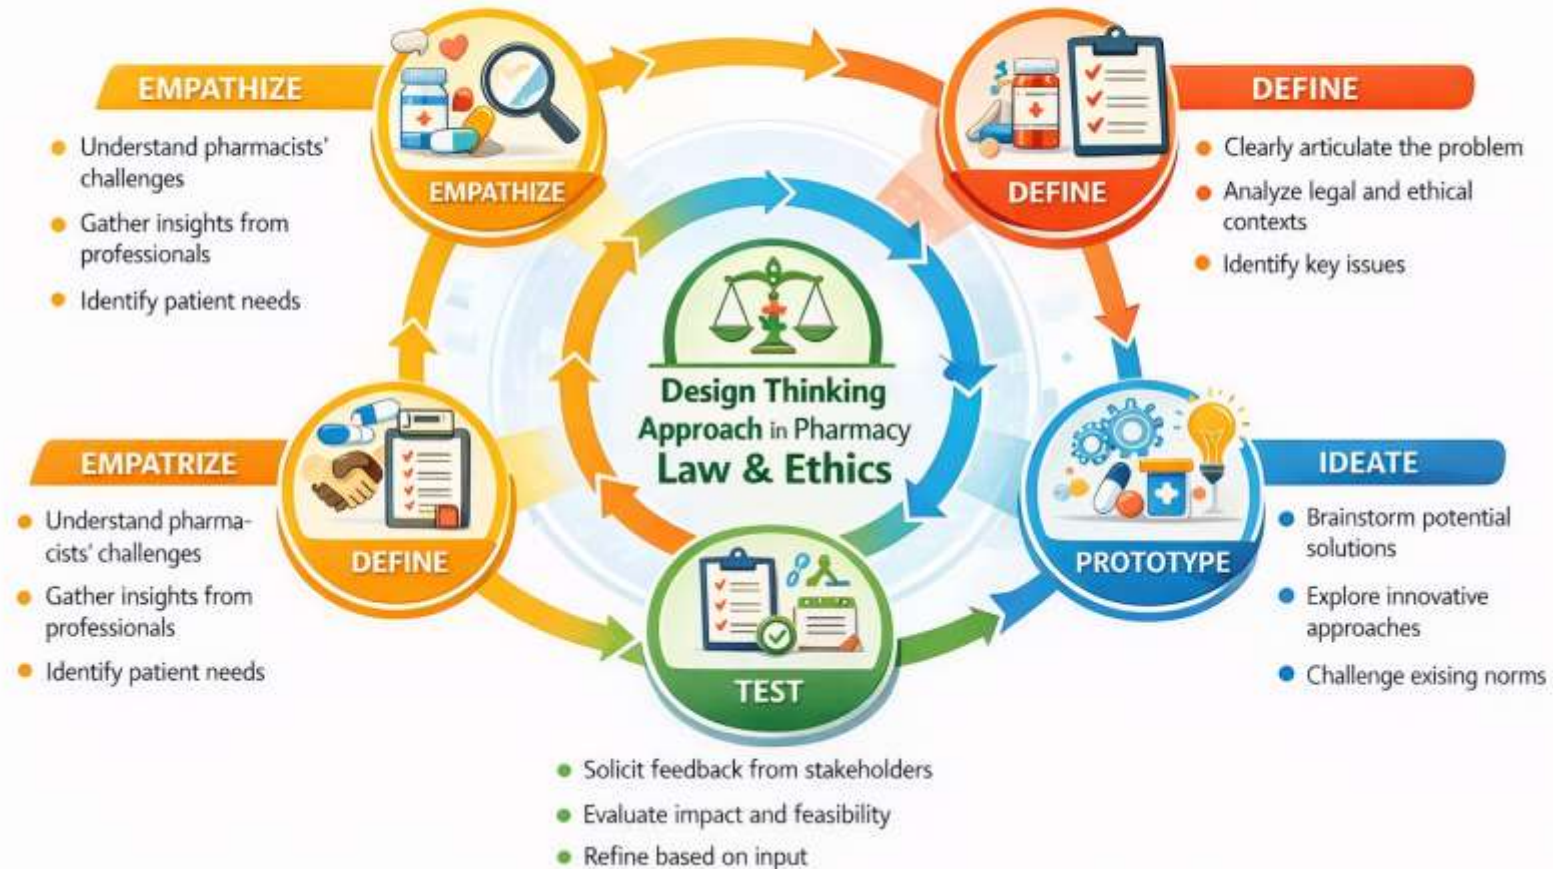 EMPATHIZE
Understand pharmacists'
challenges
Gather insights from
professionals
Identify patient needs
EMPATHIZE
DEFINE
DEFINE
Clearly articulate the problem
Analyze legal and ethical
contexts
Identify key issues
Design Thinking
Approach in Pharmacy
Law & Ethics
EMPATRIZE
Understand pharma-
cists' challenges
Gather insights from
professionals
Identify patient needs
DEFINE
PROTOTYPE
IDEATE
Brainstorm potential
solutions
Explore innovative
approaches
Challenge exising norms
TEST
Solicit feedback from stakeholders
Evaluate impact and feasibility
Refine based on input